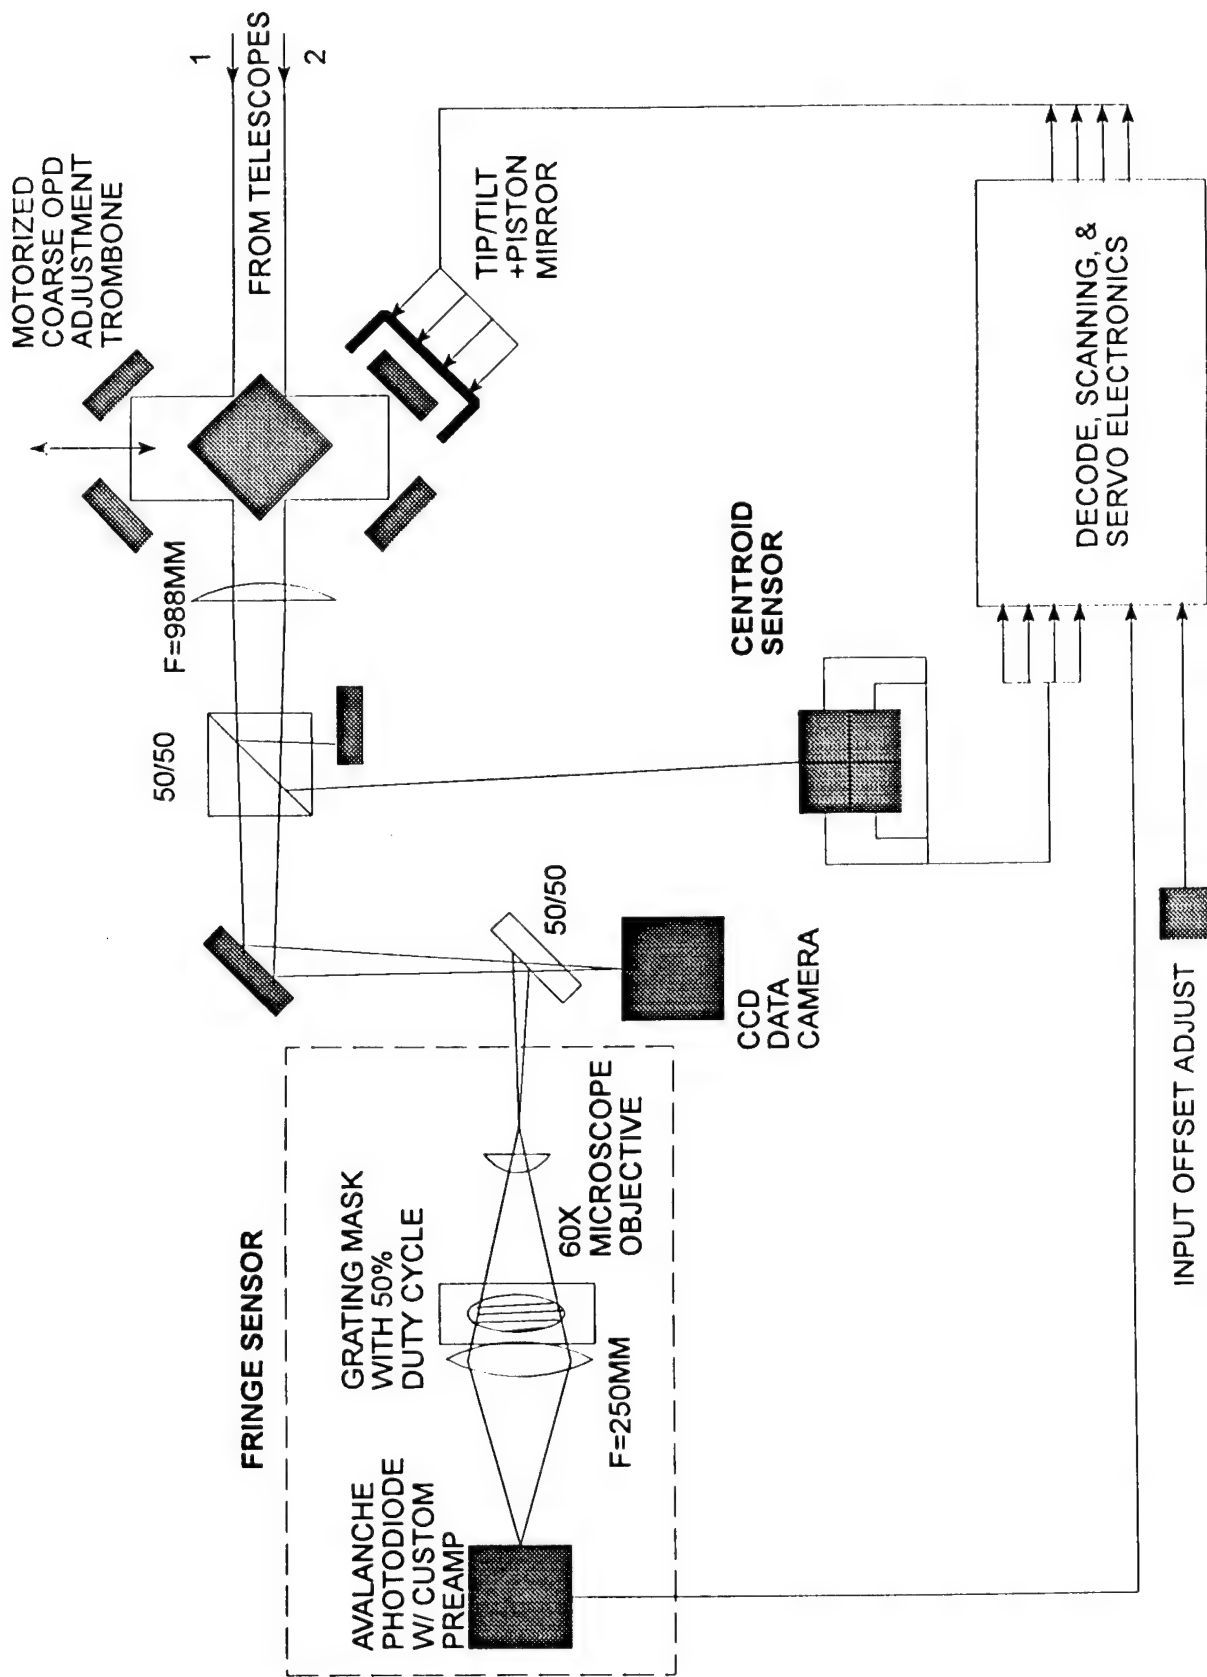 MOTORIZED
COARSE OPD
ADJUSTMENT
TROMBONE
1
FROM TELESCOPES
2
TIP/TILT
+PISTON
MIRROR
F=988MM
50/50
50/50
CENTROID
SENSOR
DECODE, SCANNING, &
SERVO ELECTRONICS
CCD
DATA
CAMERA
FRINGE SENSOR
GRATING MASK
WITH 50%
DUTY CYCLE
60X
MICROSCOPE
OBJECTIVE
F=250MM
AVALANCHE
PHOTODIODE
W/ CUSTOM
PREAMP
INPUT OFFSET ADJUST